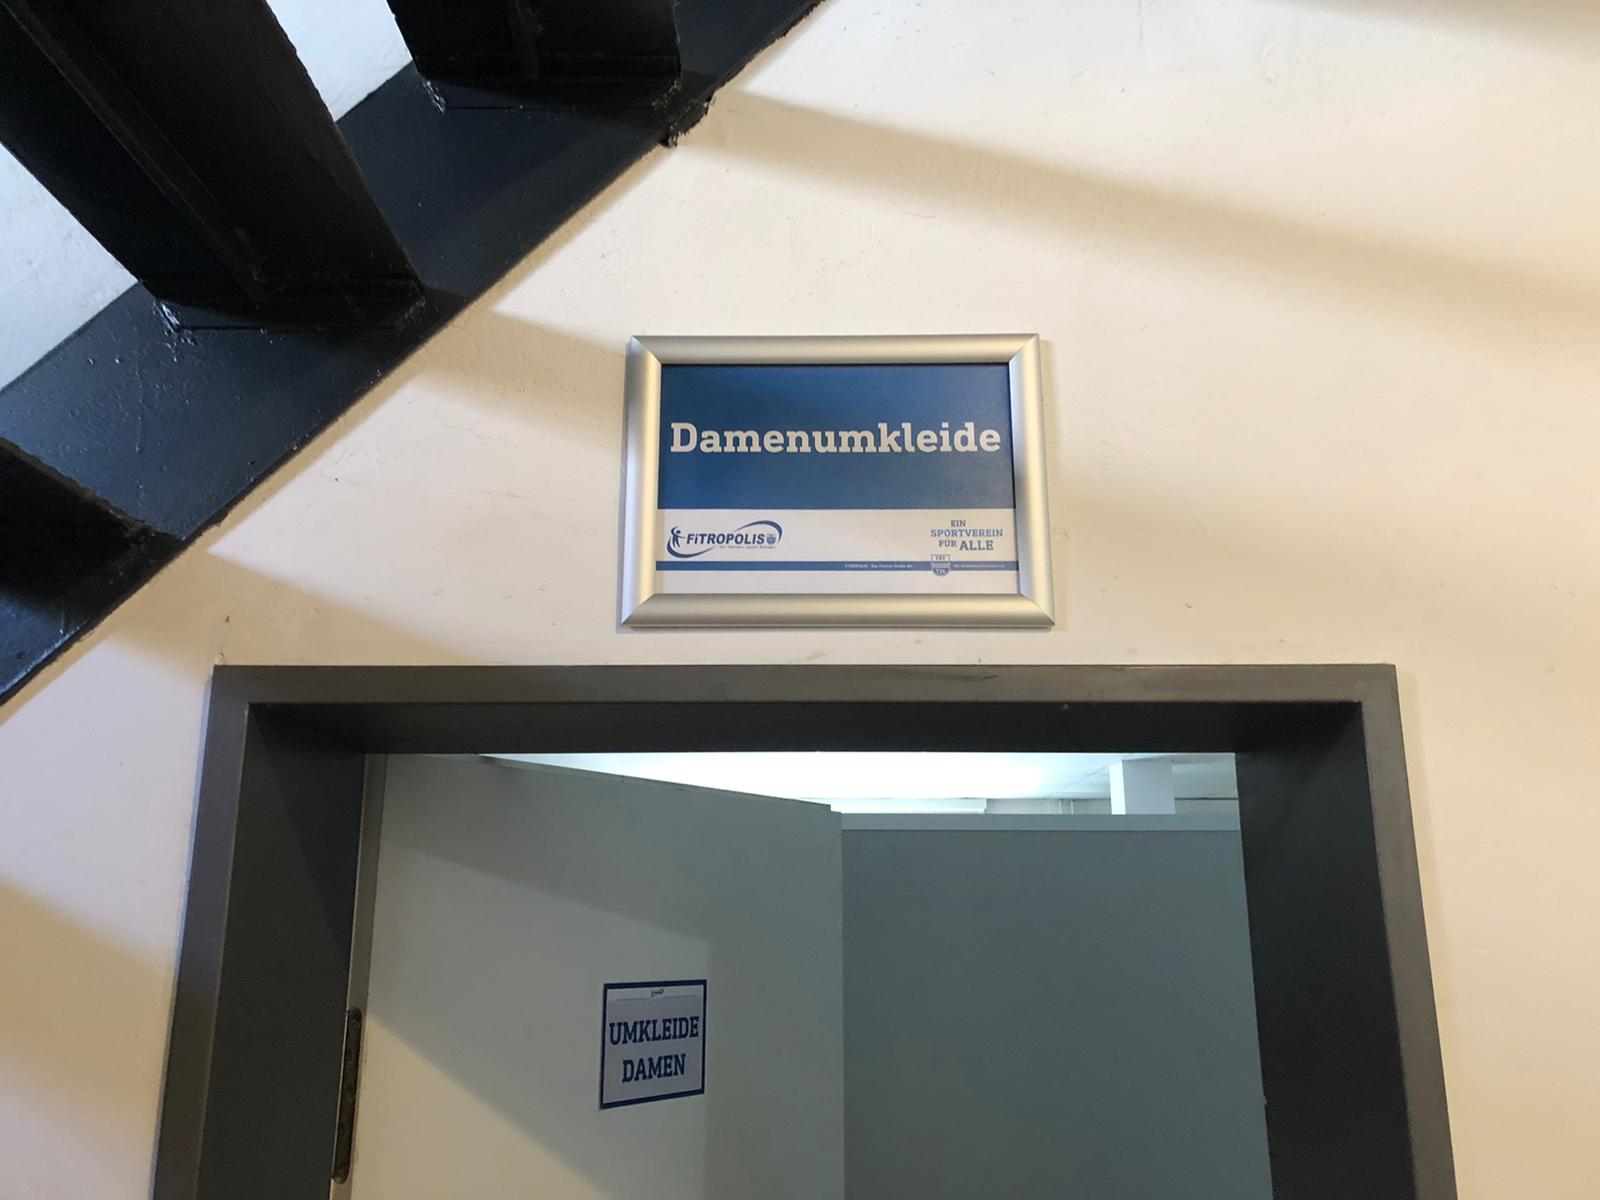 Damenumkleide
FiTROPOLIS
EIN
SPORTVEREIN
FÜR ALLE
UMKLEIDE
DAMEN